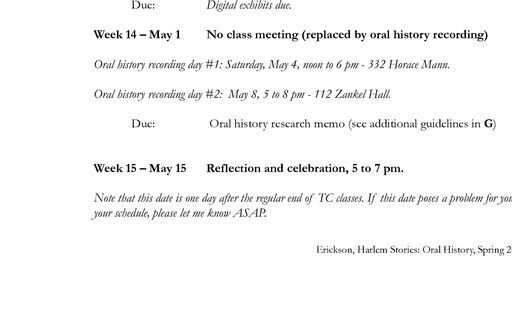 Due: Digital exhibits due.
Week 14 – May 1 No class meeting (replaced by oral history recording)
Oral history recording day #1: Saturday, May 4, noon to 6 pm - 332 Horace Mann.
Oral history recording day #2: May 8, 5 to 8 pm - 112 Zankel Hall.
Due: Oral history research memo (see additional guidelines in G)
Week 15 – May 15 Reflection and celebration, 5 to 7 pm.
Note that this date is one day after the regular end of TC classes. If this date poses a problem for
your schedule, please let me know ASAP.
Erickson, Harlem Stories: Oral History, Spring